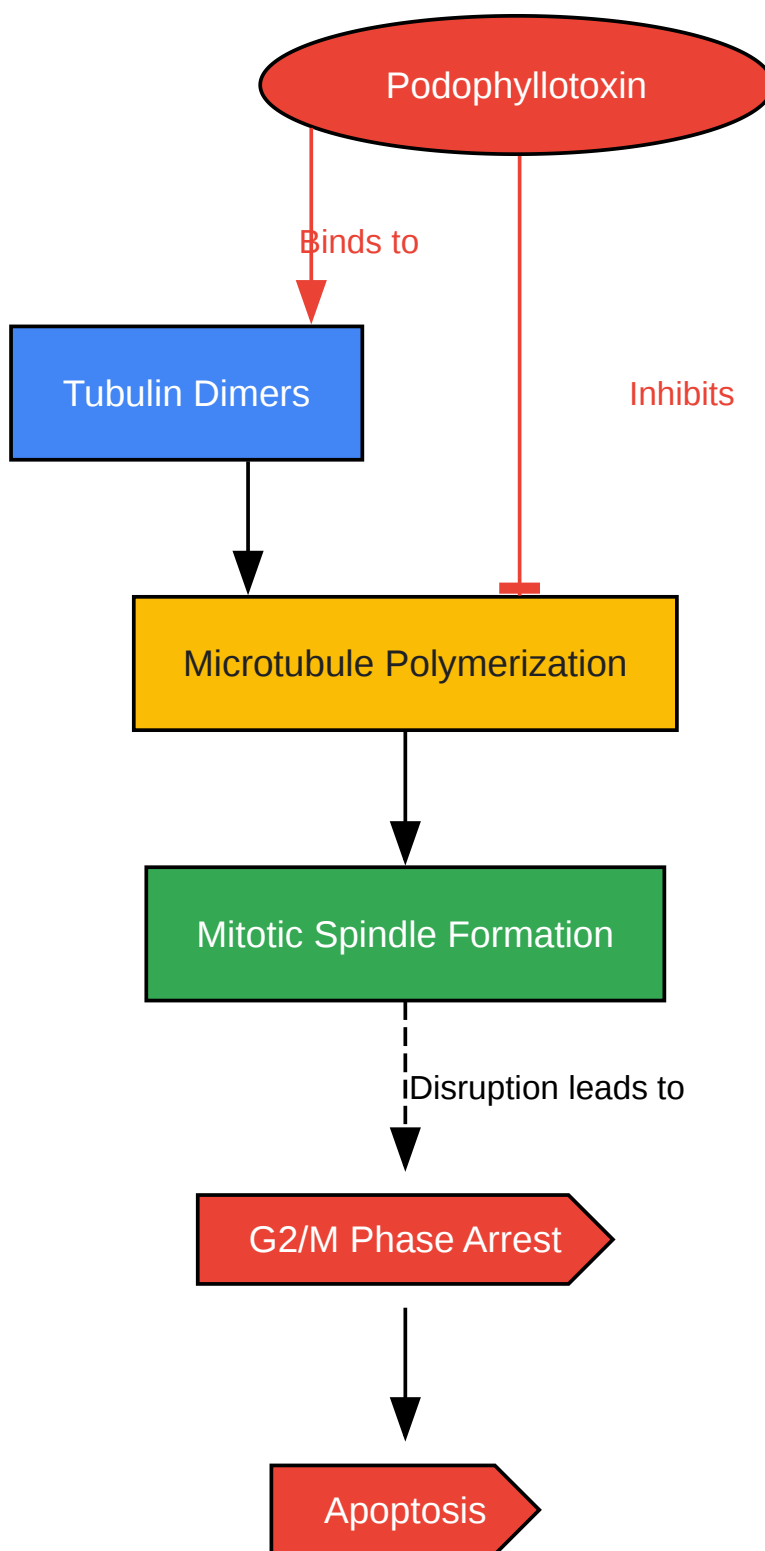 Podophyllotoxin
Binds to
Tubulin Dimers
Inhibits
Microtubule Polymerization
Mitotic Spindle Formation
Disruption leads to
G2/M Phase Arrest
Apoptosis